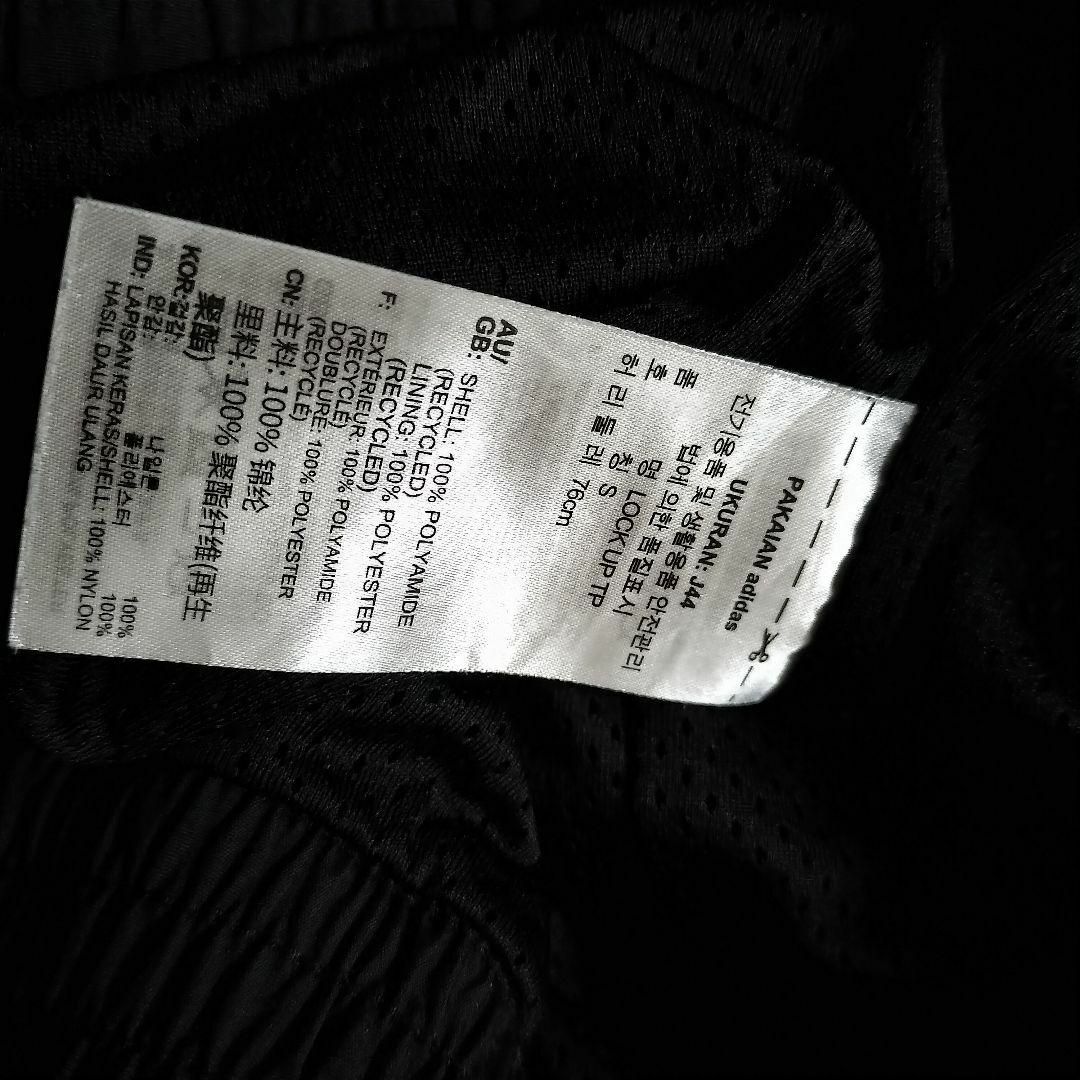 PAKAIAN adidas
UKURAN: J44
전기용품 및 생활용품 안전관리
법에 의한 품질표시
품 명 LOCK UP TP
호 칭 S
허 리 둘 레 76cm
AU/
GB: SHELL: 100% POLYAMIDE
(RECYCLED)
LINING: 100% POLYESTER
(RECYCLED)
F: EXTERIEUR: 100% POLYAMIDE
(RECYCLE)
DOUBLURE: 100% POLYESTER
(RECYCLE)
CN: 主料: 100% 锦纶
里料: 100% 聚酯纤维(再生
聚酯)
KOR: 겉감: 나일론 100%
안감: 폴리에스터 100%
IND: LAPISAN KERAS/SHELL: 100% NYLON
HASIL DAUR ULANG